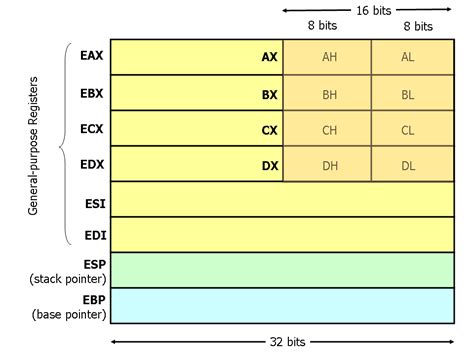 16 bits
8 bits 8 bits
EAX AX AH AL
EBX BX BH BL
ECX CX CH CL
EDX DX DH DL
General-purpose Registers
ESI
EDI
ESP
(stack pointer)
EBP
(base pointer)
32 bits